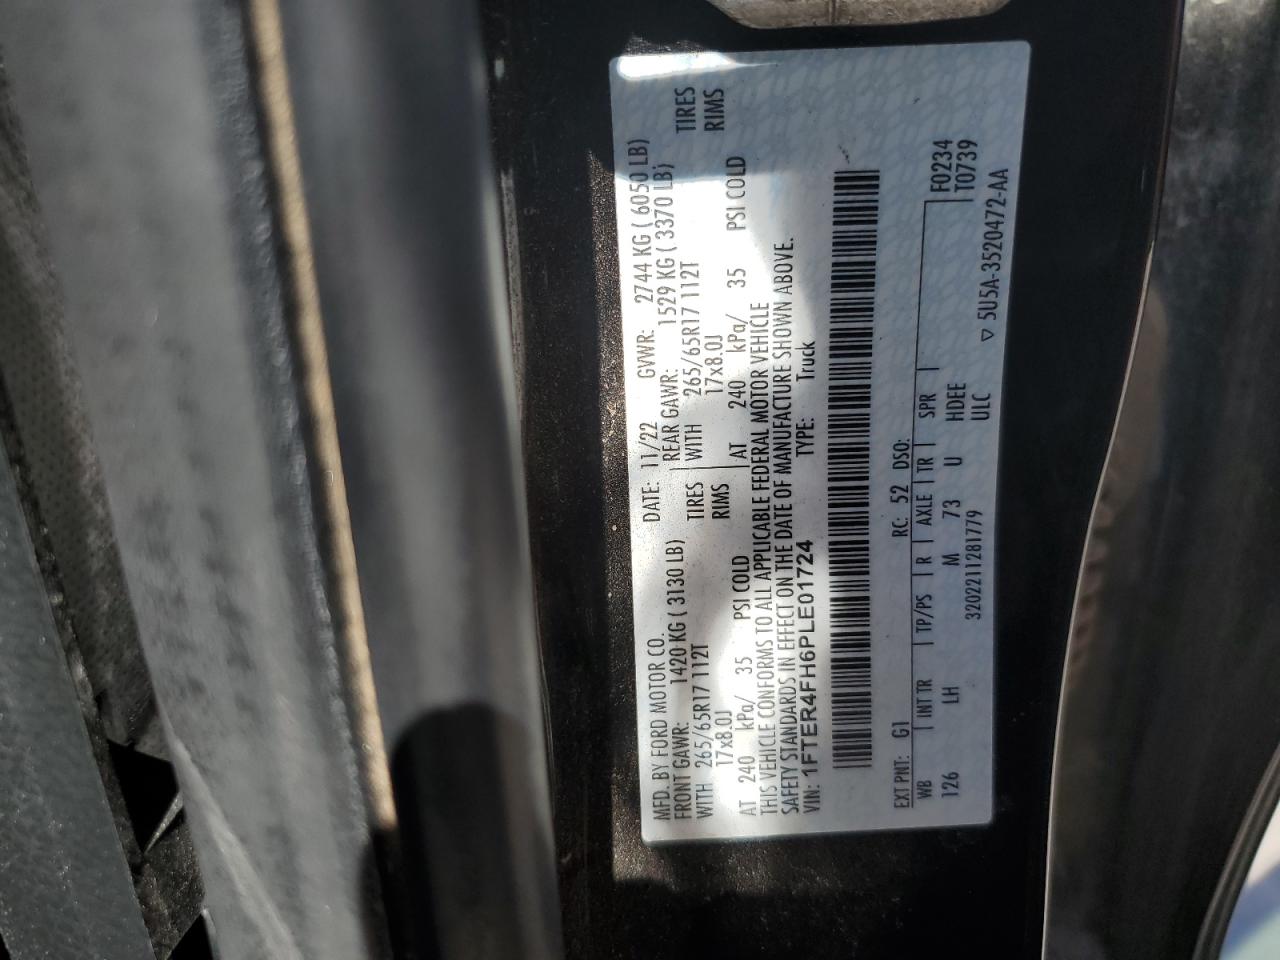 MFD. BY FORD MOTOR CO. DATE: 11/22 GVWR: 2744 KG ( 6050 LB)
FRONT GAWR: 1420 KG ( 3130 LB) REAR GAWR: 1529 KG ( 3370 LB)
WITH 265/65R17 112T TIRES WITH 265/65R17 112T TIRES
17x8.0J RIMS 17x8.0J RIMS
AT 240 kPa/ 35 PSI COLD AT 240 kPa/ 35 PSI COLD
THIS VEHICLE CONFORMS TO ALL APPLICABLE FEDERAL MOTOR VEHICLE
SAFETY STANDARDS IN EFFECT ON THE DATE OF MANUFACTURE SHOWN ABOVE.
VIN: 1FTER4FH6PLE01724 TYPE: Truck
EXT PNT: G1 RC: 52 DSO:
WB | INT TR | TP/PS | R | AXLE | TR | SPR | F0234
126 LH M 73 U HDEE T0739
3202211281779 ULC
▽ 5U5A-3520472-AA